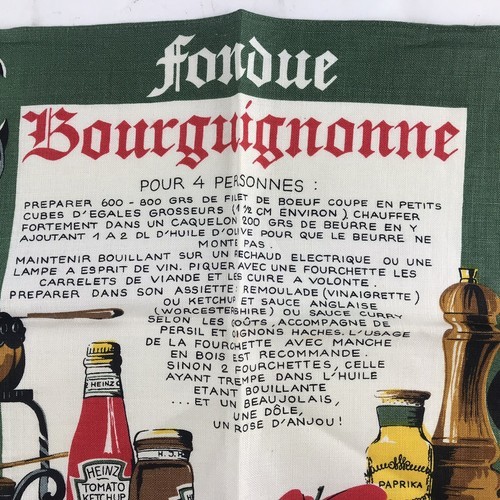 fondue
Bourguignonne
POUR 4 PERSONNES :
PREPARER 600 - 800 GRS DE FILET DE BOEUF COUPE EN PETITS
CUBES D'EGALES GROSSEURS (1 1/2 CM ENVIRON) CHAUFFER
FORTEMENT DANS UN CAQUELON 200 GRS DE BEURRE EN Y
AJOUTANT 1 A 2 DL D'HUILE D'OLIVE POUR QUE LE BEURRE NE
MONTE PAS.
MAINTENIR BOUILLANT SUR UN RECHAUD ELECTRIQUE OU UNE
LAMPE A ESPRIT DE VIN. PIQUER AVEC UNE FOURCHETTE LES
CARRELETS DE VIANDE ET LES CUIRE A VOLONTE.
PREPARER DANS SON ASSIETTE: REMOULADE (VINAIGRETTE)
OU KETCHUP ET SAUCE ANGLAISE
(WORCESTERSHIRE) OU SAUCE CURRY
SELON LES GOÛTS, ACCOMPAGNE DE
PERSIL ET OIGNONS HACHES. L'USAGE
DE LA FOURCHETTE AVEC MANCHE
EN BOIS EST RECOMMANDE.
SINON 2 FOURCHETTES, CELLE
AYANT TREMPE DANS L'HUILE
ETANT BOUILLANTE
... ET UN BEAUJOLAIS,
UNE DÔLE,
UN ROSE D'ANJOU!
HEINZ
H.J.H
HEINZ
TOMATO
KETCHUP
PAPRIKA